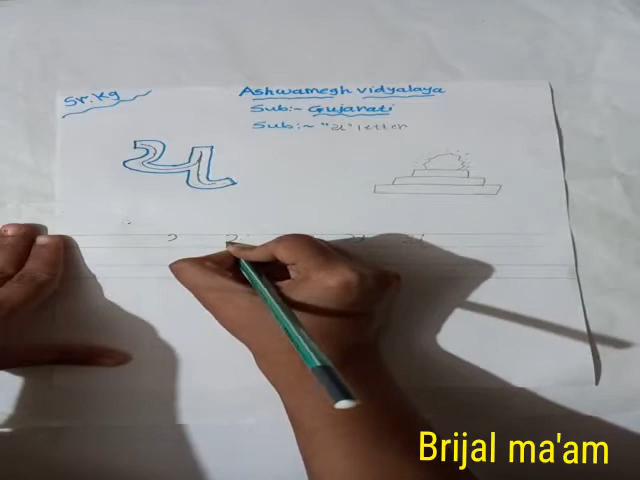 Sr.Kg
Ashwamegh vidyalaya
Sub:- Gujarati
Sub:~ "ય" letter
ય
Brijal ma'am